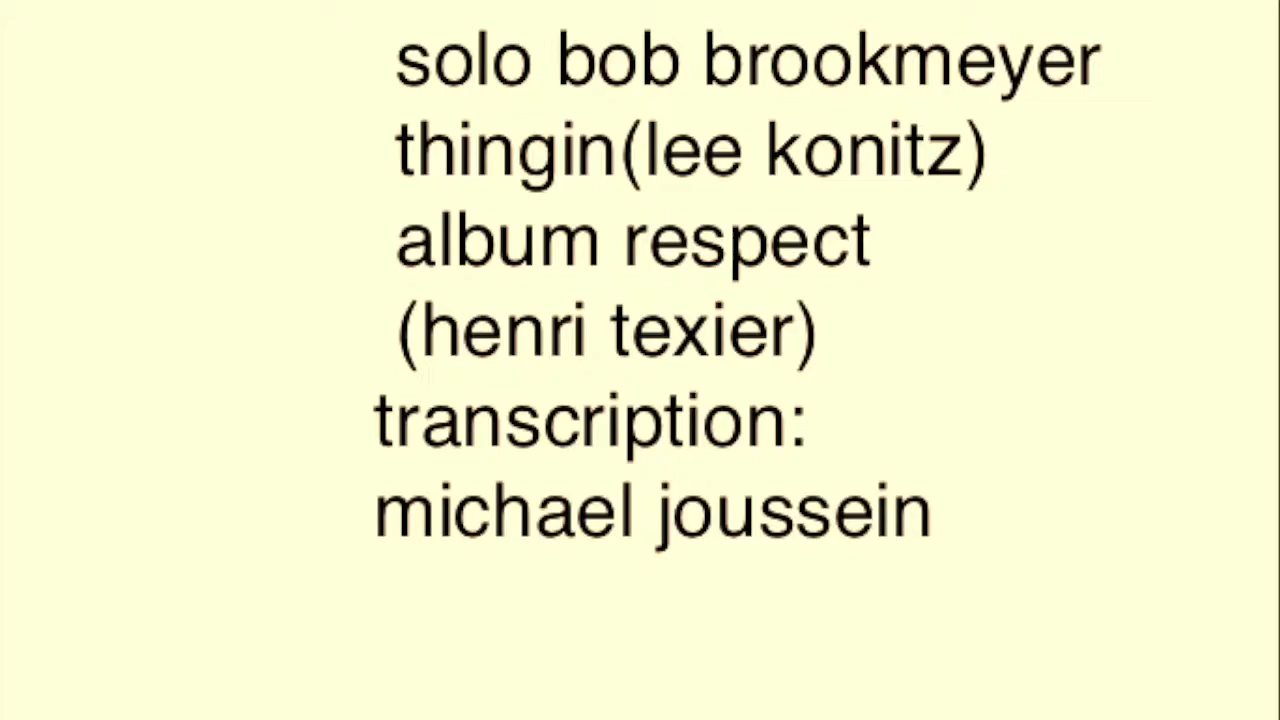 solo bob brookmeyer
thingin(lee konitz)
album respect
(henri texier)
transcription:
michael joussein